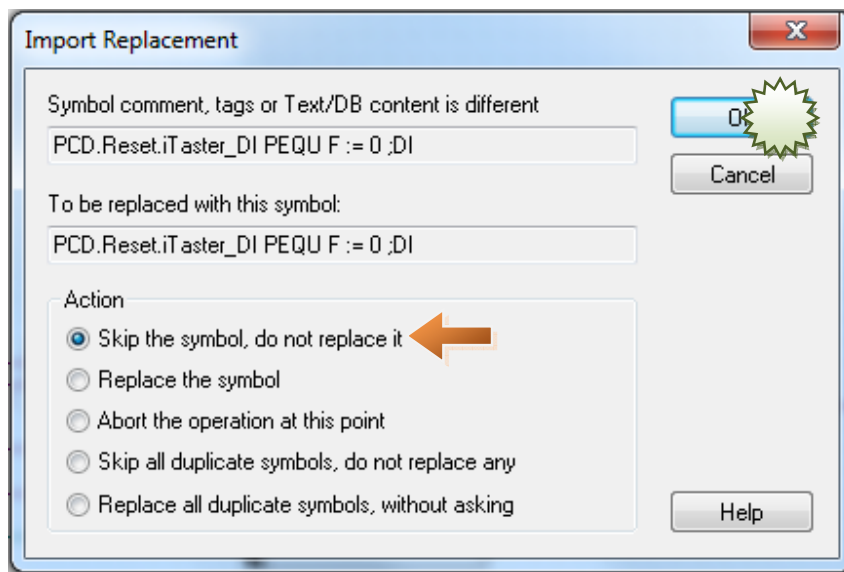 Import Replacement
Symbol comment, tags or Text/DB content is different
PCD.Reset.iTaster_DI PEQU F := 0 ;DI
Cancel
To be replaced with this symbol:
PCD.Reset.iTaster_DI PEQU F := 0 ;DI
Action
Skip the symbol, do not replace it
Replace the symbol
Abort the operation at this point
Skip all duplicate symbols, do not replace any
Replace all duplicate symbols, without asking
Help